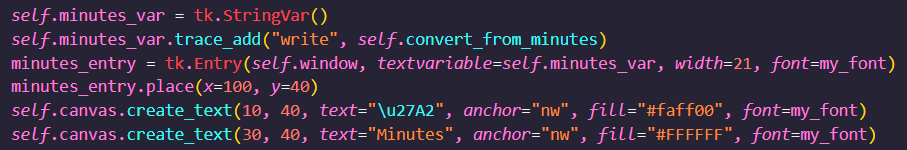 self.minutes_var = tk.StringVar()
self.minutes_var.trace_add("write", self.convert_from_minutes)
minutes_entry = tk.Entry(self.window, textvariable=self.minutes_var, width=21, font=my_font)
minutes_entry.place(x=100, y=40)
self.canvas.create_text(10, 40, text="\u27A2", anchor="nw", fill="#faff00", font=my_font)
self.canvas.create_text(30, 40, text="Minutes", anchor="nw", fill="#FFFFFF", font=my_font)